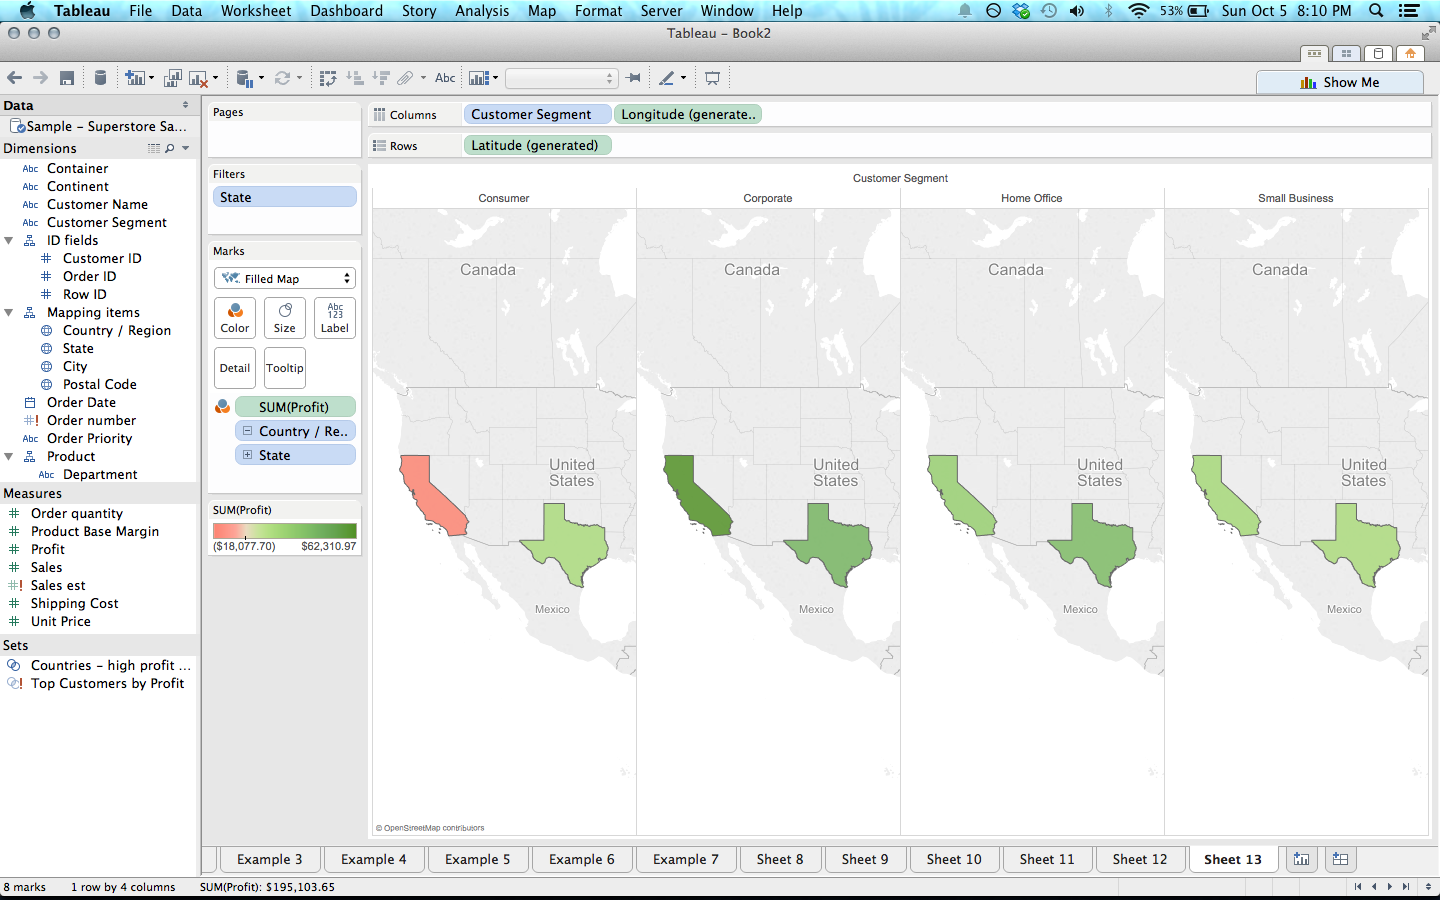 Tableau File Data Worksheet Dashboard Story Analysis Map Format Server Window Help 53% Sun Oct 5 8:10 PM
Tableau - Book2
Abc
Show Me
Data
Sample - Superstore Sa...
Dimensions
Abc Container
Abc Continent
Abc Customer Name
Abc Customer Segment
ID fields
# Customer ID
# Order ID
# Row ID
Mapping items
Country / Region
State
City
Postal Code
Order Date
#! Order number
Abc Order Priority
Product
Abc Department
Measures
# Order quantity
# Product Base Margin
# Profit
# Sales
#! Sales est
# Shipping Cost
# Unit Price
Sets
Countries - high profit ...
! Top Customers by Profit
Pages
Filters
State
Marks
Filled Map
Color
Size
Abc
123
Label
Detail
Tooltip
SUM(Profit)
Country / Re..
State
SUM(Profit)
($18,077.70) $62,310.97
Columns Customer Segment Longitude (generate..
Rows Latitude (generated)
Customer Segment
Consumer Corporate Home Office Small Business
Canada Canada Canada Canada
United States United States United States United States
Mexico Mexico Mexico Mexico
© OpenStreetMap contributors
Example 3 Example 4 Example 5 Example 6 Example 7 Sheet 8 Sheet 9 Sheet 10 Sheet 11 Sheet 12 Sheet 13
8 marks 1 row by 4 columns SUM(Profit): $195,103.65